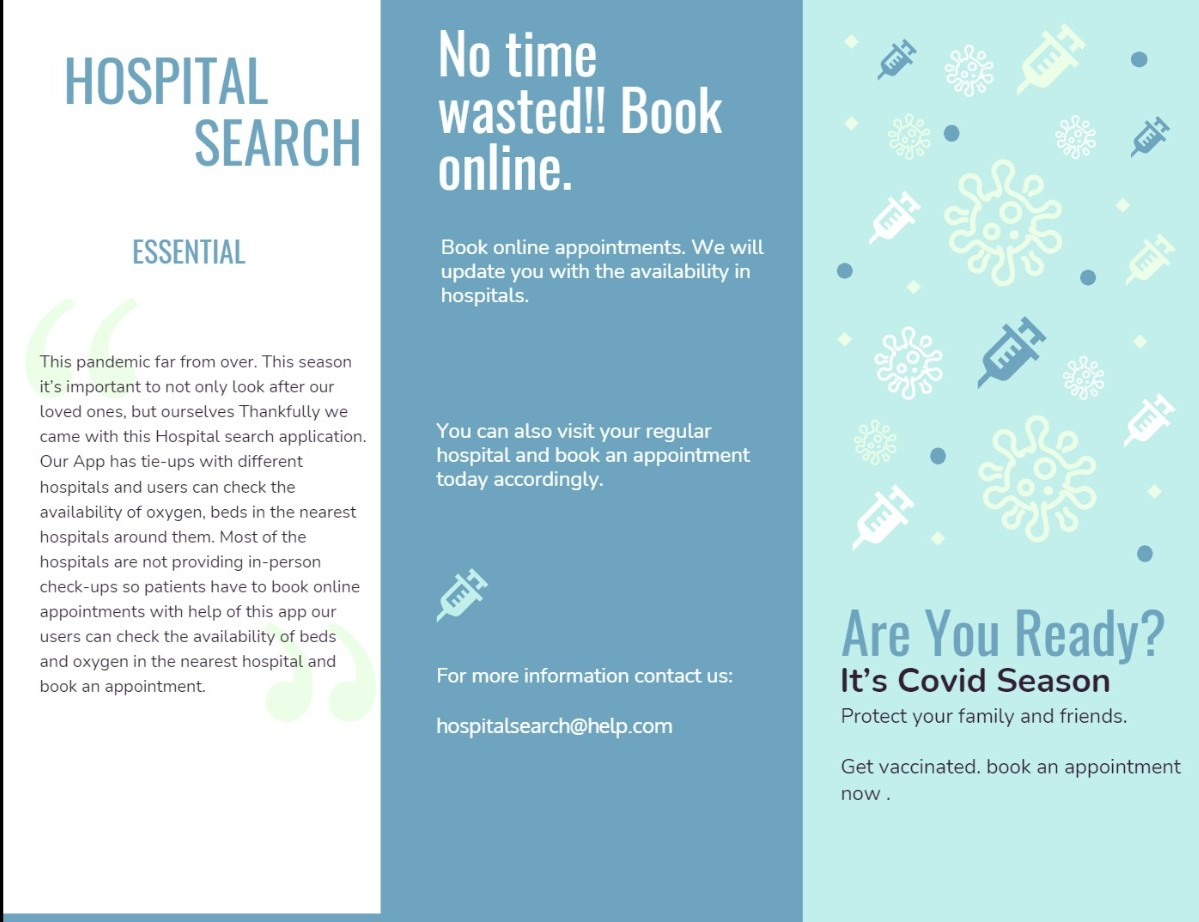 HOSPITAL
SEARCH
ESSENTIAL
This pandemic far from over. This season
it's important to not only look after our
loved ones, but ourselves Thankfully we
came with this Hospital search application.
Our App has tie-ups with different
hospitals and users can check the
availability of oxygen, beds in the nearest
hospitals around them. Most of the
hospitals are not providing in-person
check-ups so patients have to book online
appointments with help of this app our
users can check the availability of beds
and oxygen in the nearest hospital and
book an appointment.
No time
wasted!! Book
online.
Book online appointments. We will
update you with the availability in
hospitals.
You can also visit your regular
hospital and book an appointment
today accordingly.
For more information contact us:
hospitalsearch@help.com
Are You Ready?
It's Covid Season
Protect your family and friends.
Get vaccinated. book an appointment
now .